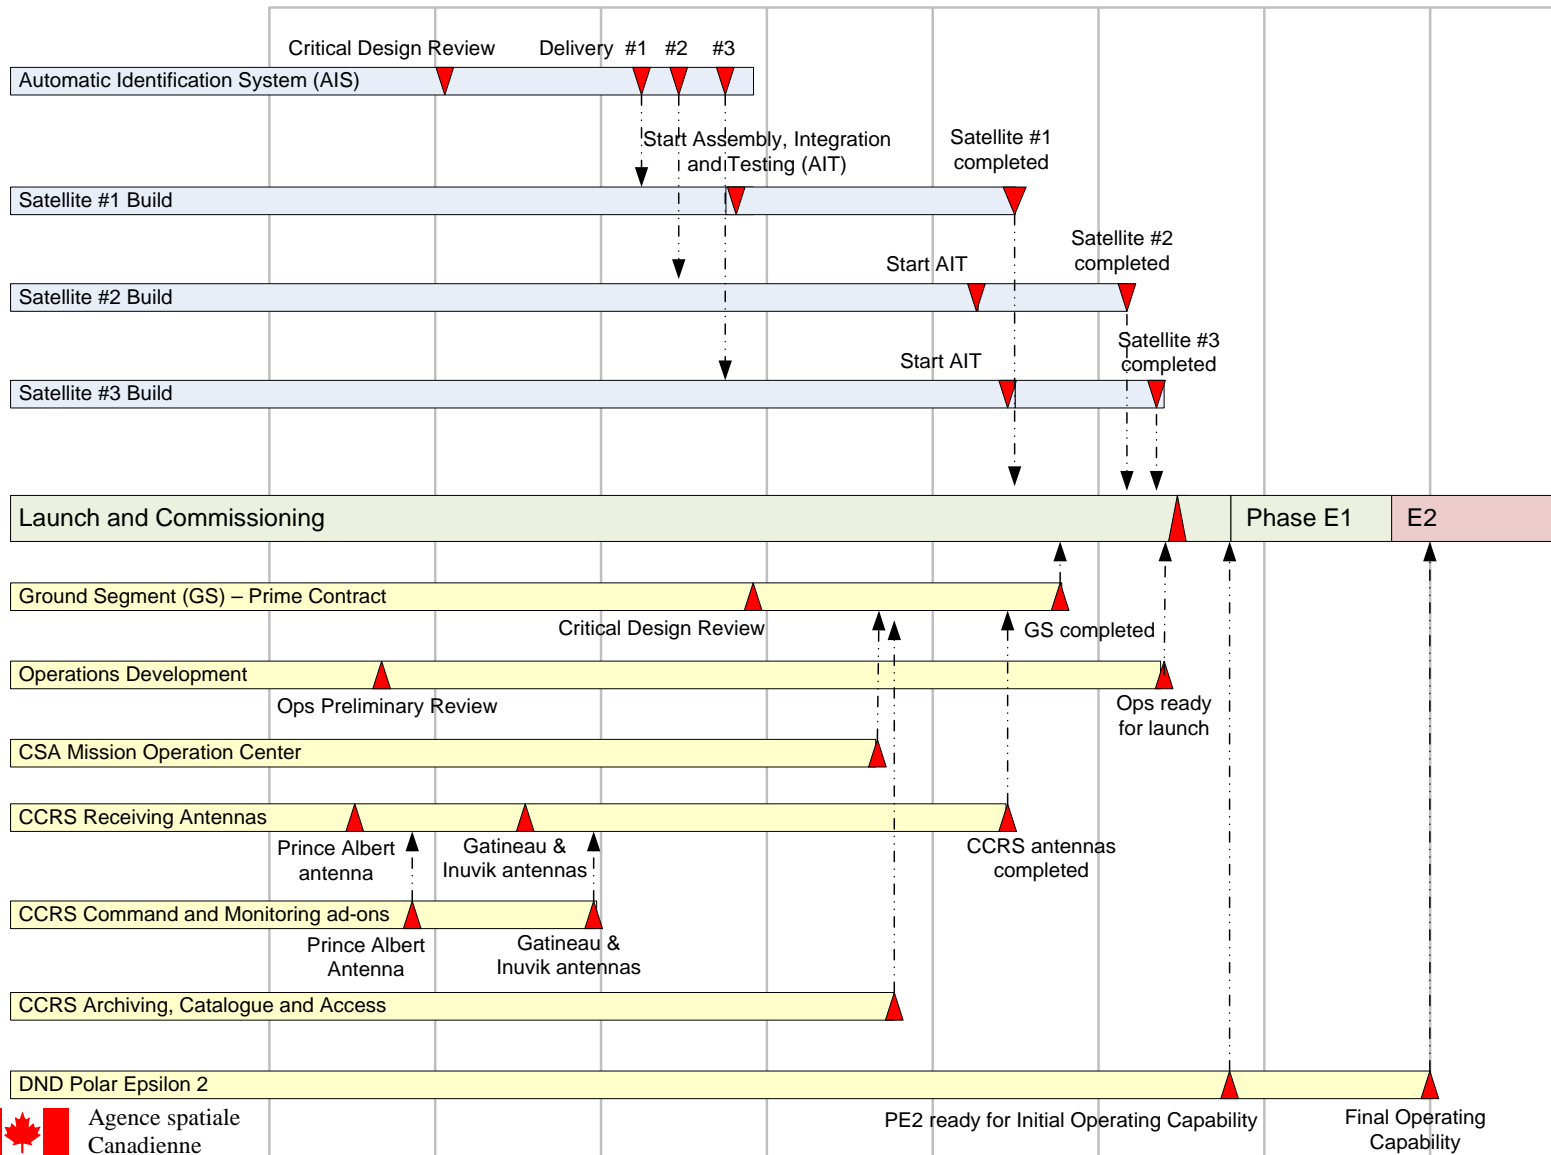 Critical Design Review
Delivery #1 #2 #3
Automatic Identification System (AIS)
Start Assembly, Integration
and Testing (AIT)
Satellite #1
completed
Satellite #1 Build
Satellite #2
completed
Start AIT
Satellite #2 Build
Satellite #3
completed
Start AIT
Satellite #3 Build
Launch and Commissioning
Phase E1
E2
Ground Segment (GS) – Prime Contract
Critical Design Review
GS completed
Operations Development
Ops Preliminary Review
Ops ready
for launch
CSA Mission Operation Center
CCRS Receiving Antennas
Prince Albert
antenna
Gatineau &
Inuvik antennas
CCRS antennas
completed
CCRS Command and Monitoring ad-ons
Prince Albert
Antenna
Gatineau &
Inuvik antennas
CCRS Archiving, Catalogue and Access
DND Polar Epsilon 2
PE2 ready for Initial Operating Capability
Final Operating
Capability
Agence spatiale
Canadienne